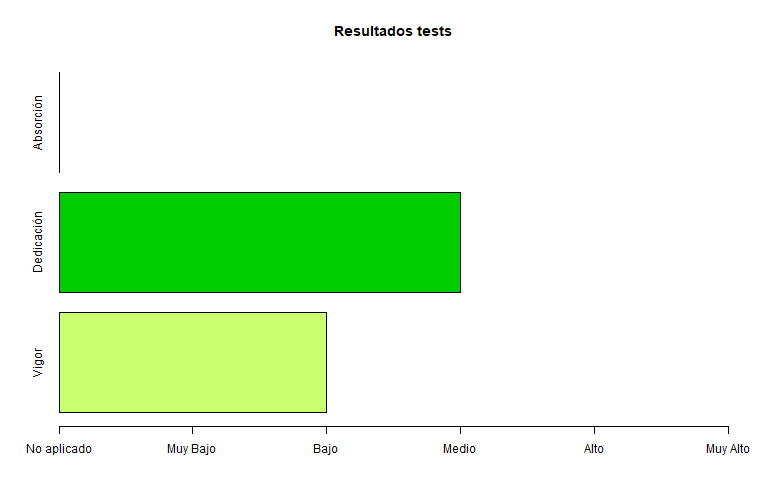 Resultados tests
Absorción
Dedicación
Vigor
No aplicado Muy Bajo Bajo Medio Alto Muy Alto